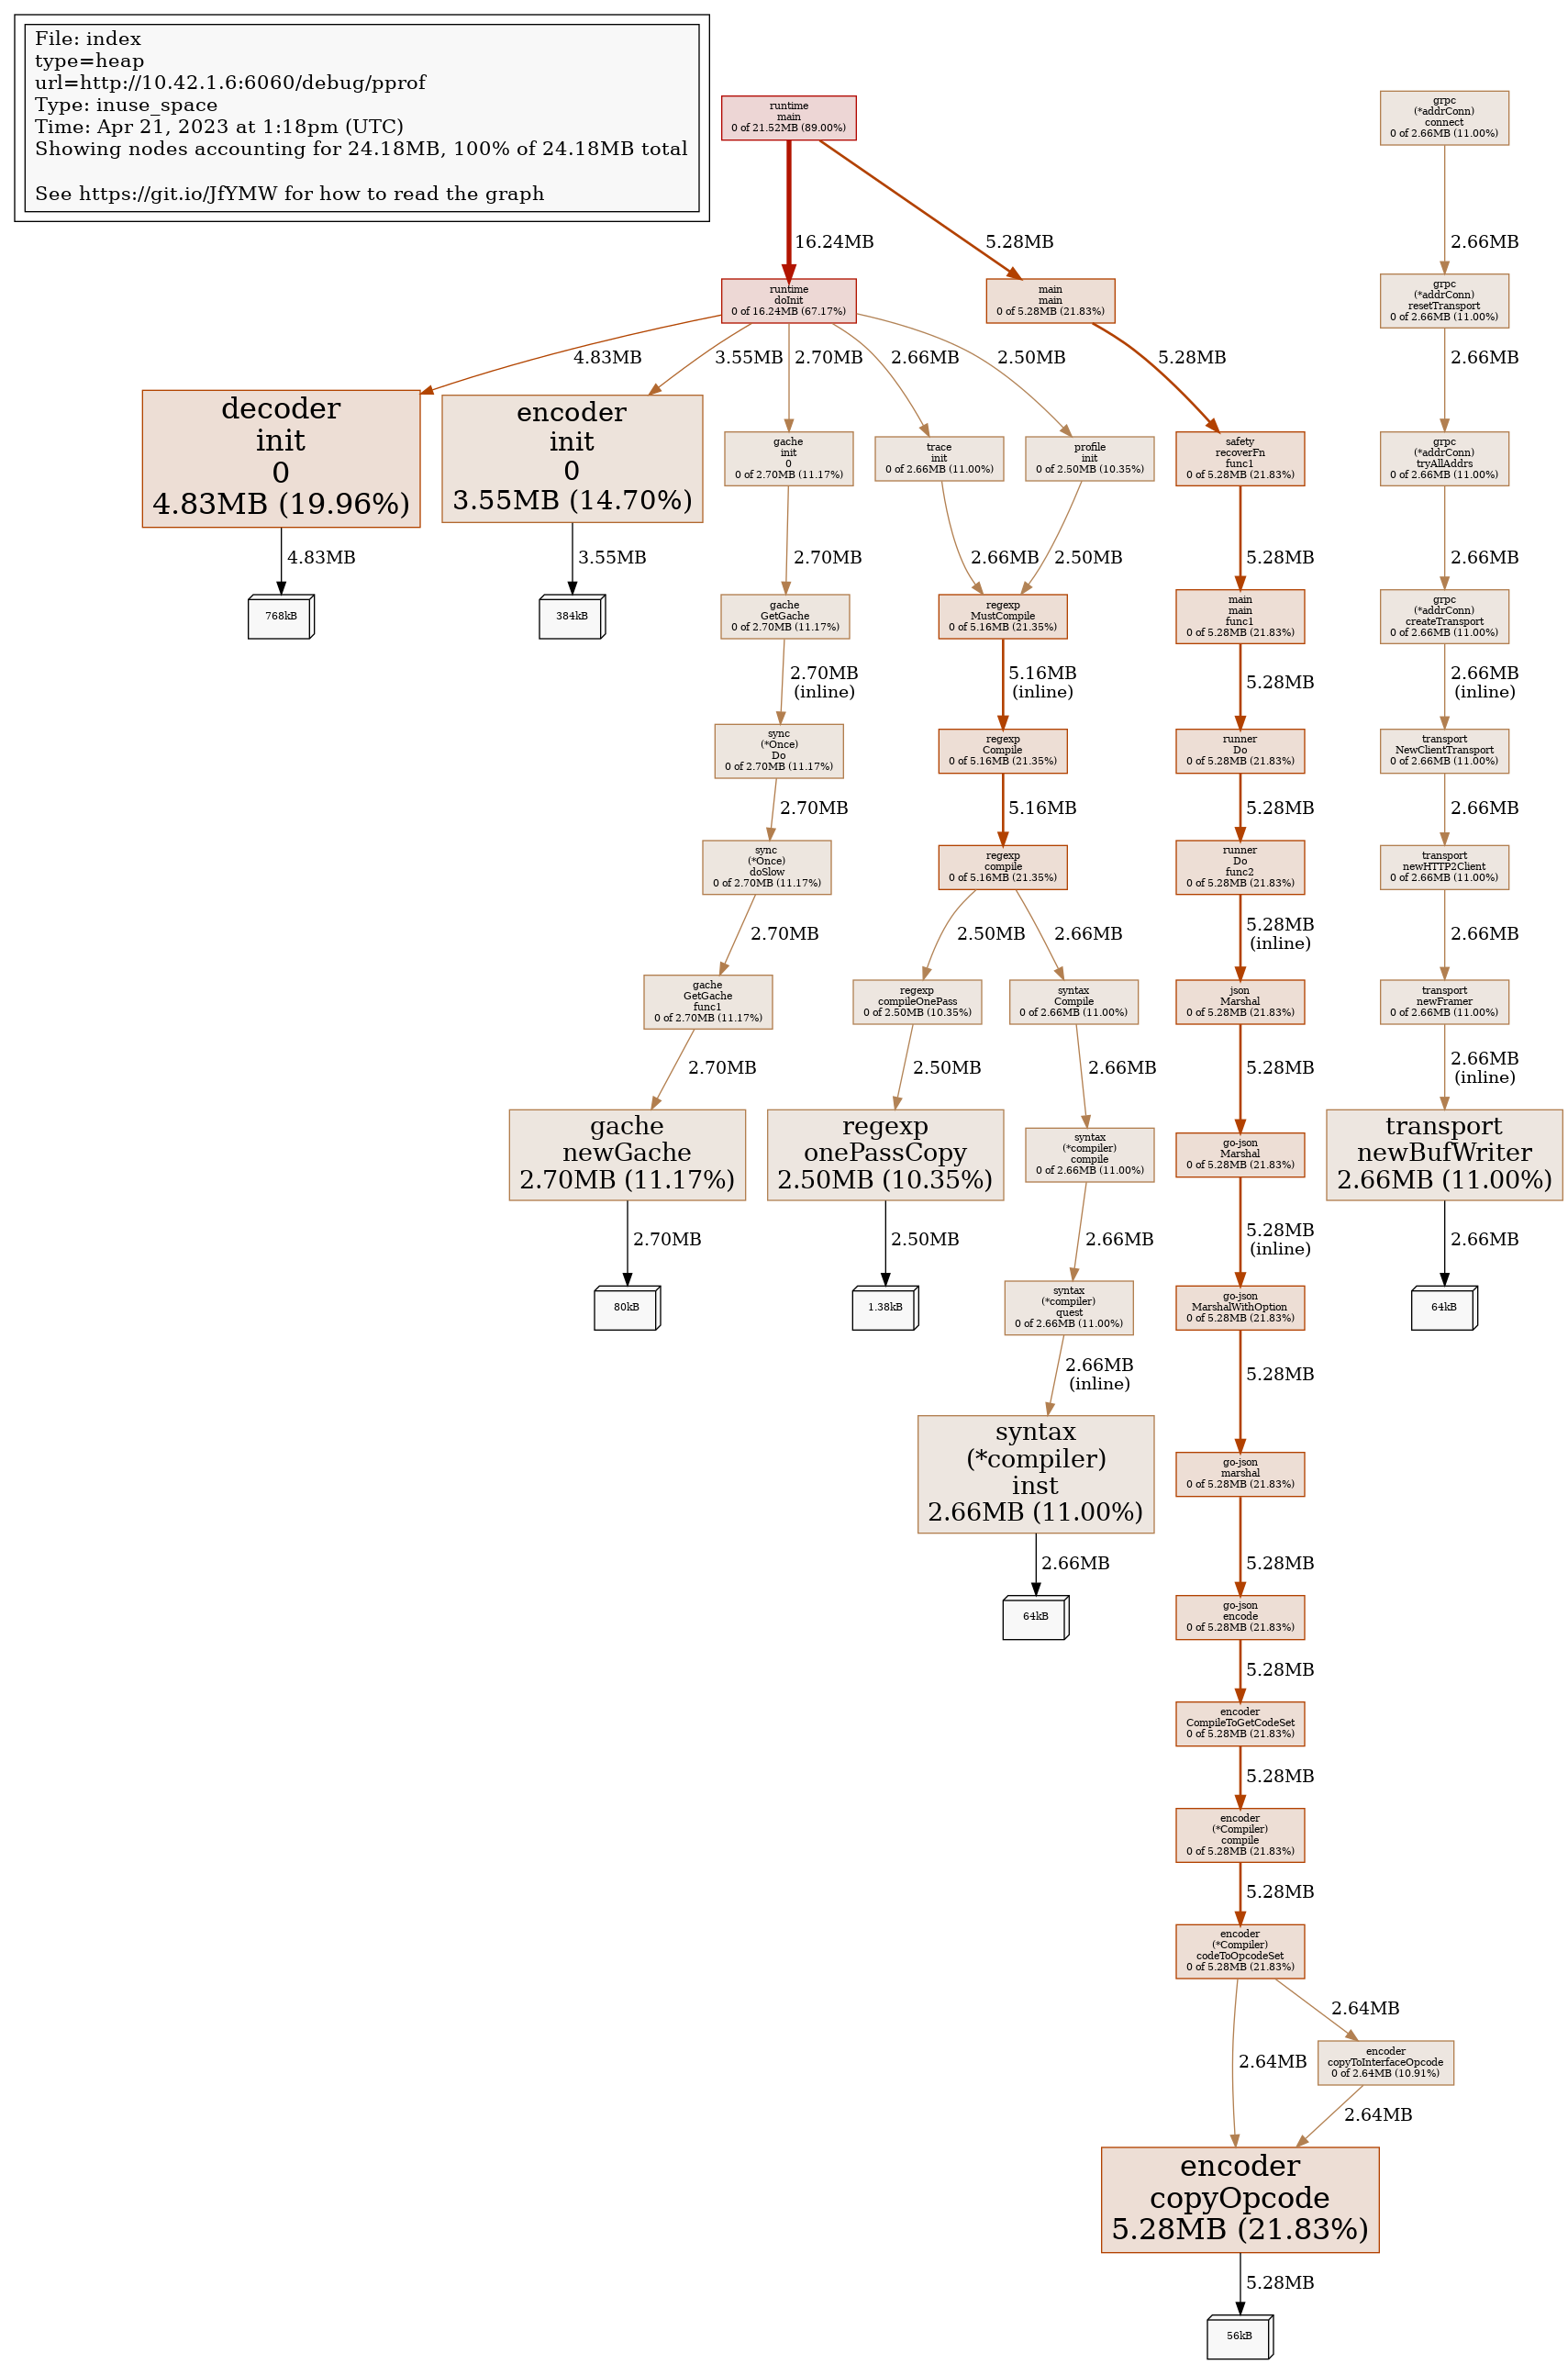 File: index
type=heap
url=http://10.42.1.6:6060/debug/pprof
Type: inuse_space
Time: Apr 21, 2023 at 1:18pm (UTC)
Showing nodes accounting for 24.18MB, 100% of 24.18MB total
See https://git.io/JfYMW for how to read the graph
runtime
main
0 of 21.52MB (89.00%)
grpc
(*addrConn)
connect
0 of 2.66MB (11.00%)
16.24MB
5.28MB
2.66MB
runtime
doInit
0 of 16.24MB (67.17%)
main
main
0 of 5.28MB (21.83%)
grpc
(*addrConn)
resetTransport
0 of 2.66MB (11.00%)
4.83MB
3.55MB
2.70MB
2.66MB
2.50MB
5.28MB
2.66MB
decoder
init
0
4.83MB (19.96%)
encoder
init
0
3.55MB (14.70%)
gache
init
0
0 of 2.70MB (11.17%)
trace
init
0 of 2.66MB (11.00%)
profile
init
0 of 2.50MB (10.35%)
safety
recoverFn
func1
0 of 5.28MB (21.83%)
grpc
(*addrConn)
tryAllAddrs
0 of 2.66MB (11.00%)
4.83MB
3.55MB
2.70MB
2.66MB
2.50MB
5.28MB
2.66MB
768kB
384kB
gache
GetGache
0 of 2.70MB (11.17%)
regexp
MustCompile
0 of 5.16MB (21.35%)
main
main
func1
0 of 5.28MB (21.83%)
grpc
(*addrConn)
createTransport
0 of 2.66MB (11.00%)
2.70MB
(inline)
5.16MB
(inline)
5.28MB
2.66MB
(inline)
sync
(*Once)
Do
0 of 2.70MB (11.17%)
regexp
Compile
0 of 5.16MB (21.35%)
runner
Do
0 of 5.28MB (21.83%)
transport
NewClientTransport
0 of 2.66MB (11.00%)
2.70MB
5.16MB
5.28MB
2.66MB
sync
(*Once)
doSlow
0 of 2.70MB (11.17%)
regexp
compile
0 of 5.16MB (21.35%)
runner
Do
func2
0 of 5.28MB (21.83%)
transport
newHTTP2Client
0 of 2.66MB (11.00%)
2.70MB
2.50MB
2.66MB
5.28MB
(inline)
2.66MB
gache
GetGache
func1
0 of 2.70MB (11.17%)
regexp
compileOnePass
0 of 2.50MB (10.35%)
syntax
Compile
0 of 2.66MB (11.00%)
json
Marshal
0 of 5.28MB (21.83%)
transport
newFramer
0 of 2.66MB (11.00%)
2.70MB
2.50MB
2.66MB
5.28MB
2.66MB
(inline)
gache
newGache
2.70MB (11.17%)
regexp
onePassCopy
2.50MB (10.35%)
syntax
(*compiler)
compile
0 of 2.66MB (11.00%)
go-json
Marshal
0 of 5.28MB (21.83%)
transport
newBufWriter
2.66MB (11.00%)
2.70MB
2.50MB
2.66MB
5.28MB
(inline)
2.66MB
80kB
1.38kB
syntax
(*compiler)
quest
0 of 2.66MB (11.00%)
go-json
MarshalWithOption
0 of 5.28MB (21.83%)
64kB
2.66MB
(inline)
5.28MB
syntax
(*compiler)
inst
2.66MB (11.00%)
go-json
marshal
0 of 5.28MB (21.83%)
2.66MB
5.28MB
64kB
go-json
encode
0 of 5.28MB (21.83%)
5.28MB
encoder
CompileToGetCodeSet
0 of 5.28MB (21.83%)
5.28MB
encoder
(*Compiler)
compile
0 of 5.28MB (21.83%)
5.28MB
encoder
(*Compiler)
codeToOpcodeSet
0 of 5.28MB (21.83%)
2.64MB
2.64MB
encoder
copyToInterfaceOpcode
0 of 2.64MB (10.91%)
2.64MB
encoder
copyOpcode
5.28MB (21.83%)
5.28MB
56kB